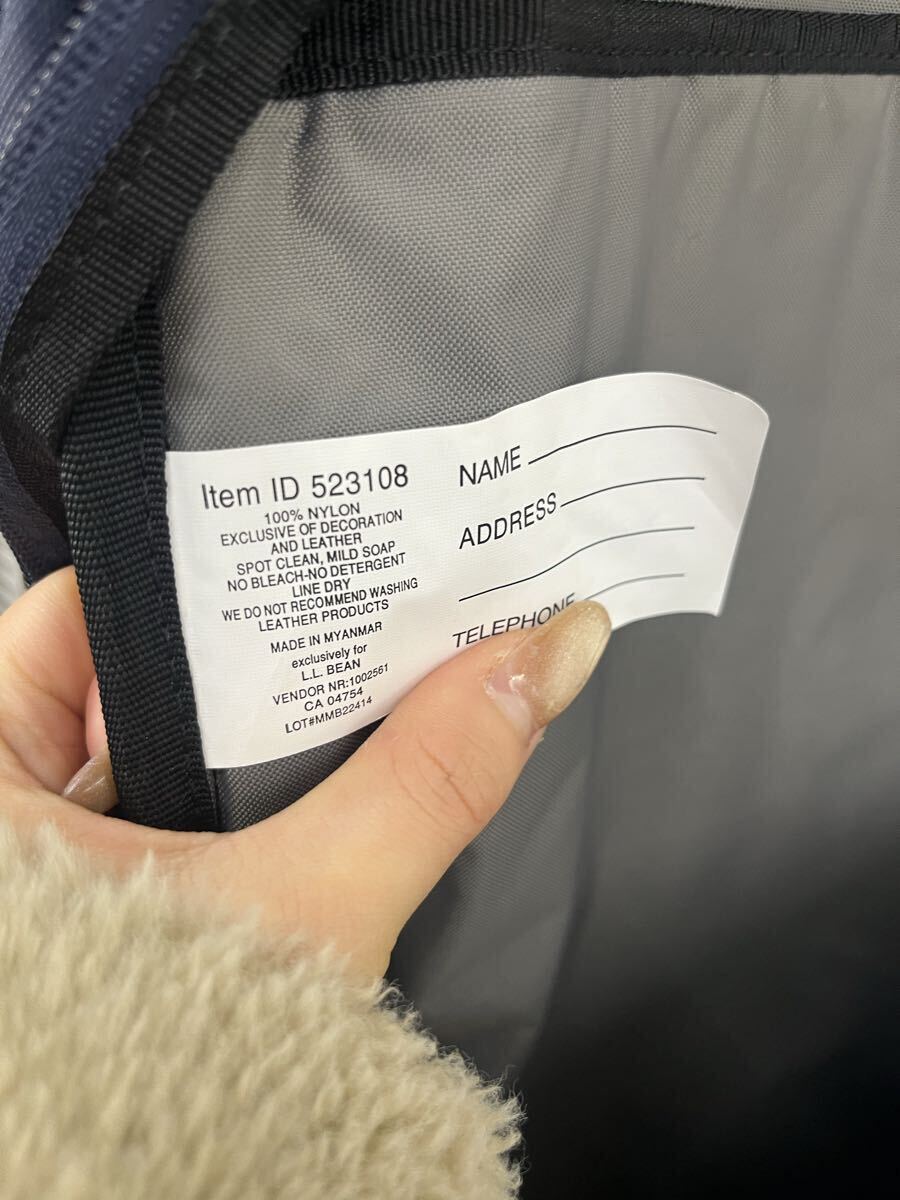 Item ID 523108
100% NYLON
EXCLUSIVE OF DECORATION
AND LEATHER
SPOT CLEAN, MILD SOAP
NO BLEACH-NO DETERGENT
LINE DRY
WE DO NOT RECOMMEND WASHING
LEATHER PRODUCTS
MADE IN MYANMAR
exclusively for
L.L. BEAN
VENDOR NR:1002561
CA 04754
LOT#MMB22414
NAME
ADDRESS
TELEPHONE